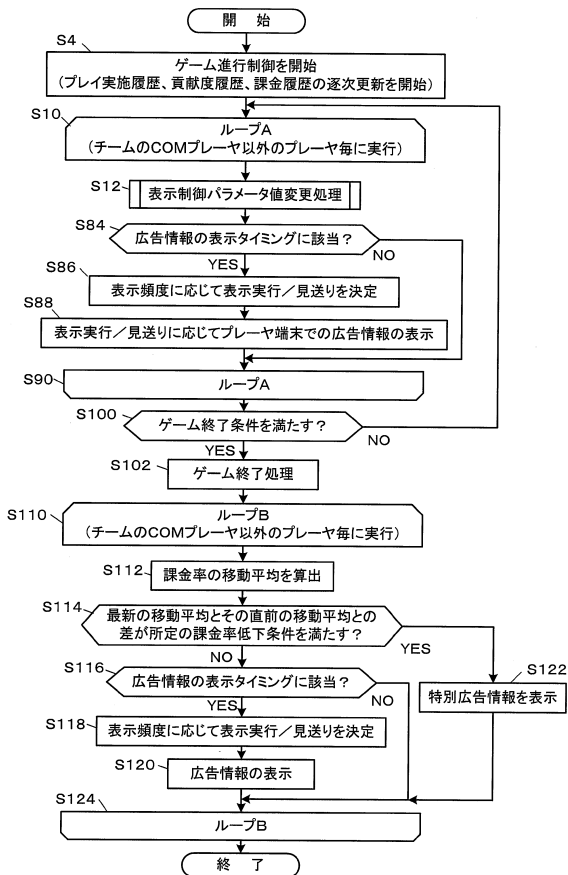 開 始
S4
ゲーム進行制御を開始
(プレイ実施履歴、貢献度履歴、課金履歴の逐次更新を開始)
S10
ループA
(チームのCOMプレーヤ以外のプレーヤ毎に実行)
S12
表示制御パラメータ値変更処理
S84
広告情報の表示タイミングに該当?
NO
YES
S86
表示頻度に応じて表示実行/見送りを決定
S88
表示実行/見送りに応じてプレーヤ端末での広告情報の表示
S90
ループA
S100
ゲーム終了条件を満たす?
NO
YES
S102
ゲーム終了処理
S110
ループB
(チームのCOMプレーヤ以外のプレーヤ毎に実行)
S112
課金率の移動平均を算出
S114
最新の移動平均とその直前の移動平均との
差が所定の課金率低下条件を満たす?
YES
NO
S116
広告情報の表示タイミングに該当?
NO
YES
S122
特別広告情報を表示
S118
表示頻度に応じて表示実行/見送りを決定
S120
広告情報の表示
S124
ループB
終 了